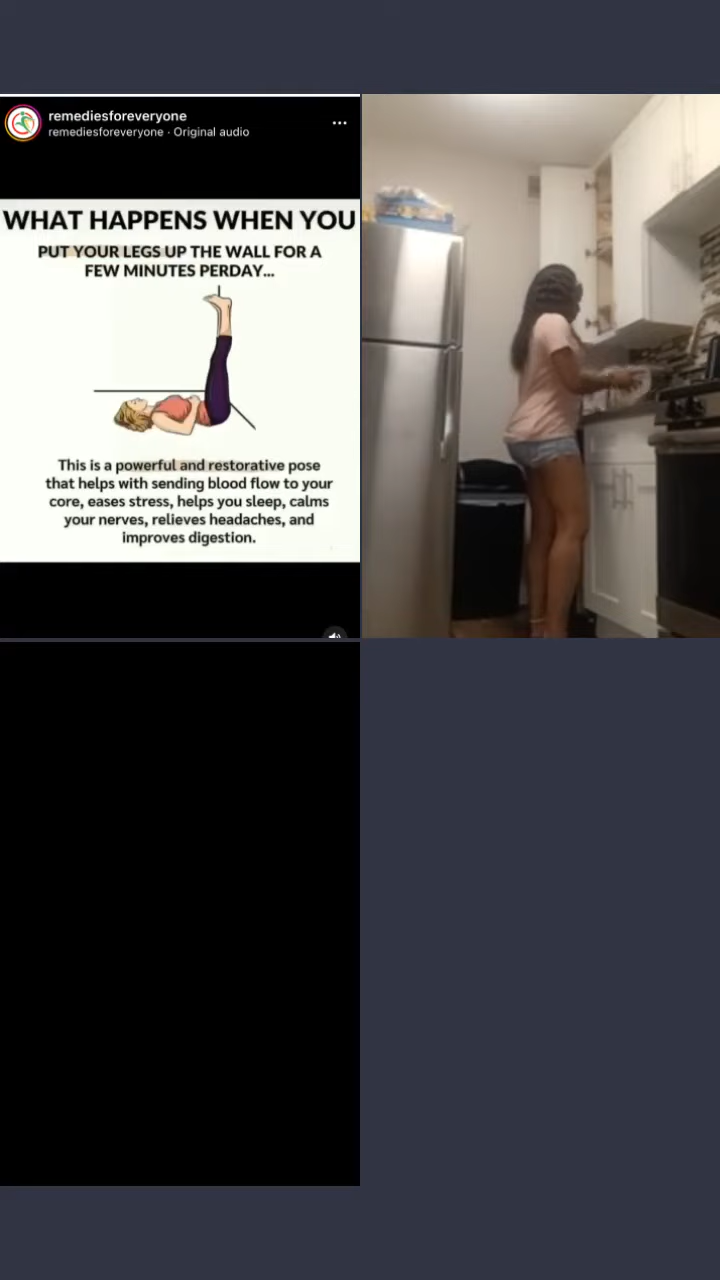 remediesforeveryone
remediesforeveryone · Original audio
WHAT HAPPENS WHEN YOU
PUT YOUR LEGS UP THE WALL FOR A
FEW MINUTES PERDAY...
This is a powerful and restorative pose
that helps with sending blood flow to your
core, eases stress, helps you sleep, calms
your nerves, relieves headaches, and
improves digestion.